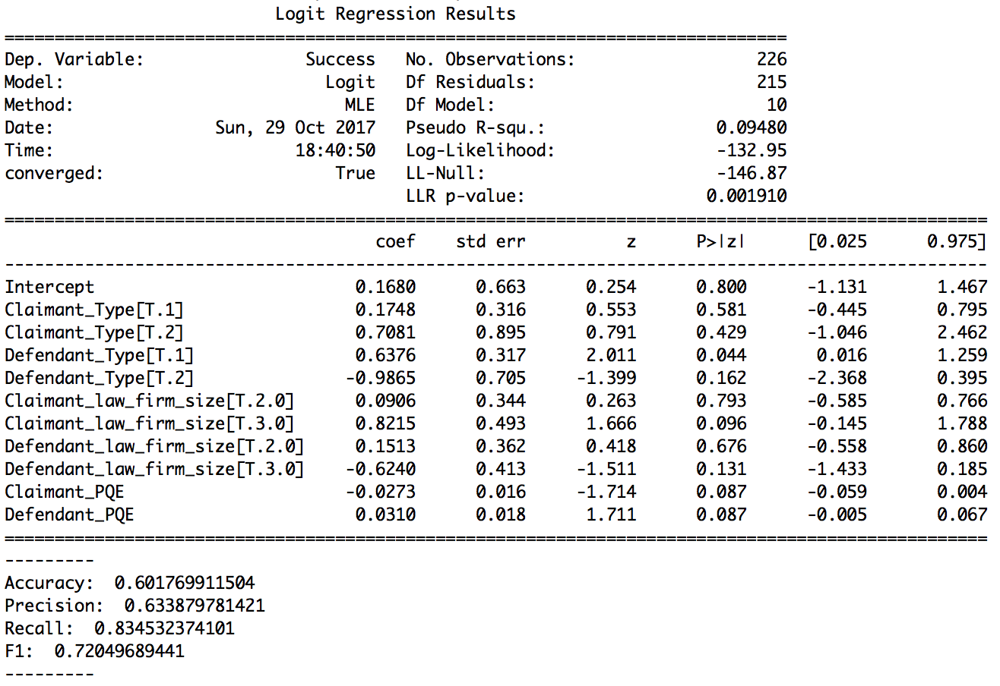 Logit Regression Results
==============================================================================
Dep. Variable: Success No. Observations: 226
Model: Logit Df Residuals: 215
Method: MLE Df Model: 10
Date: Sun, 29 Oct 2017 Pseudo R-squ.: 0.09480
Time: 18:40:50 Log-Likelihood: -132.95
converged: True LL-Null: -146.87
LLR p-value: 0.001910
==================================================================================================
coef std err z P>|z| [0.025 0.975]
--------------------------------------------------------------------------------------------------
Intercept 0.1680 0.663 0.254 0.800 -1.131 1.467
Claimant_Type[T.1] 0.1748 0.316 0.553 0.581 -0.445 0.795
Claimant_Type[T.2] 0.7081 0.895 0.791 0.429 -1.046 2.462
Defendant_Type[T.1] 0.6376 0.317 2.011 0.044 0.016 1.259
Defendant_Type[T.2] -0.9865 0.705 -1.399 0.162 -2.368 0.395
Claimant_law_firm_size[T.2.0] 0.0906 0.344 0.263 0.793 -0.585 0.766
Claimant_law_firm_size[T.3.0] 0.8215 0.493 1.666 0.096 -0.145 1.788
Defendant_law_firm_size[T.2.0] 0.1513 0.362 0.418 0.676 -0.558 0.860
Defendant_law_firm_size[T.3.0] -0.6240 0.413 -1.511 0.131 -1.433 0.185
Claimant_PQE -0.0273 0.016 -1.714 0.087 -0.059 0.004
Defendant_PQE 0.0310 0.018 1.711 0.087 -0.005 0.067
==================================================================================================
---------
Accuracy: 0.601769911504
Precision: 0.633879781421
Recall: 0.834532374101
F1: 0.72049689441
---------